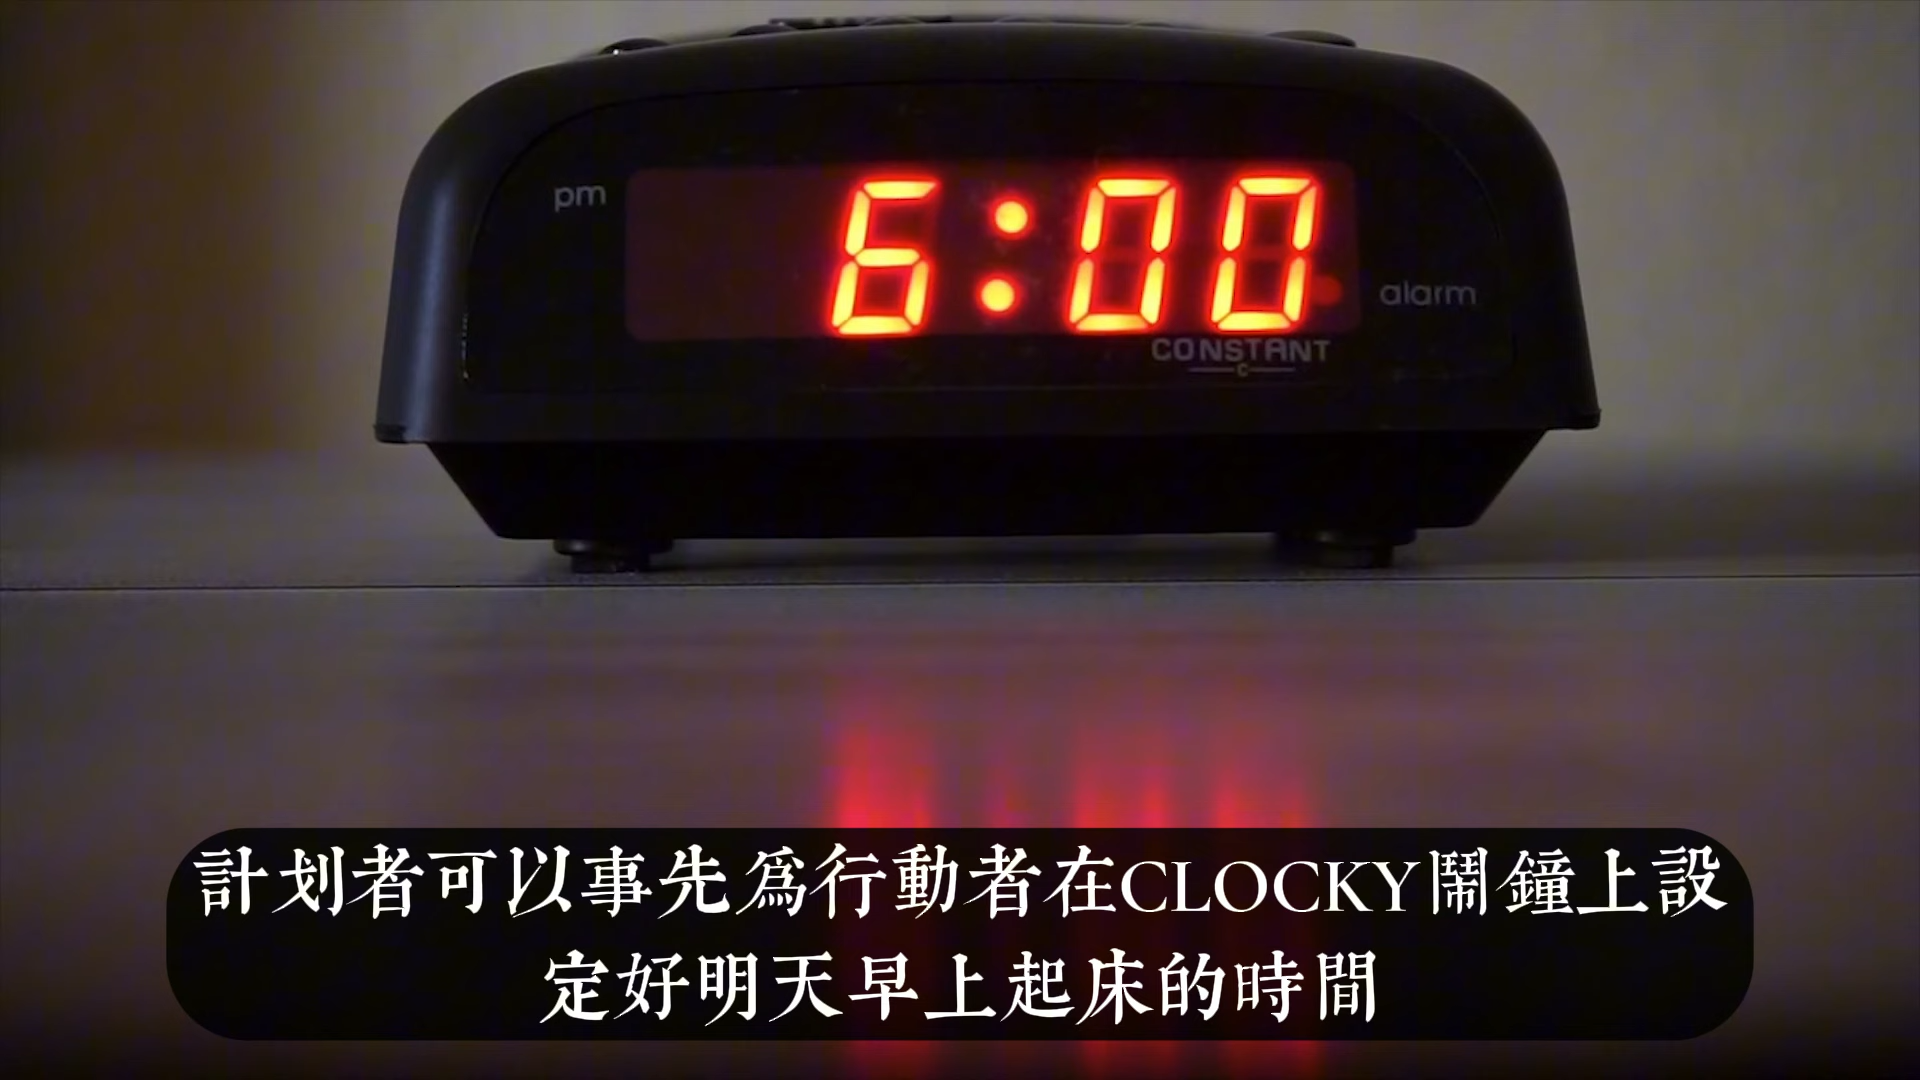 pm
6:00
alarm
CONSTANT
C
計划者可以事先爲行動者在CLOCKY鬧鐘上設
定好明天早上起床的時間